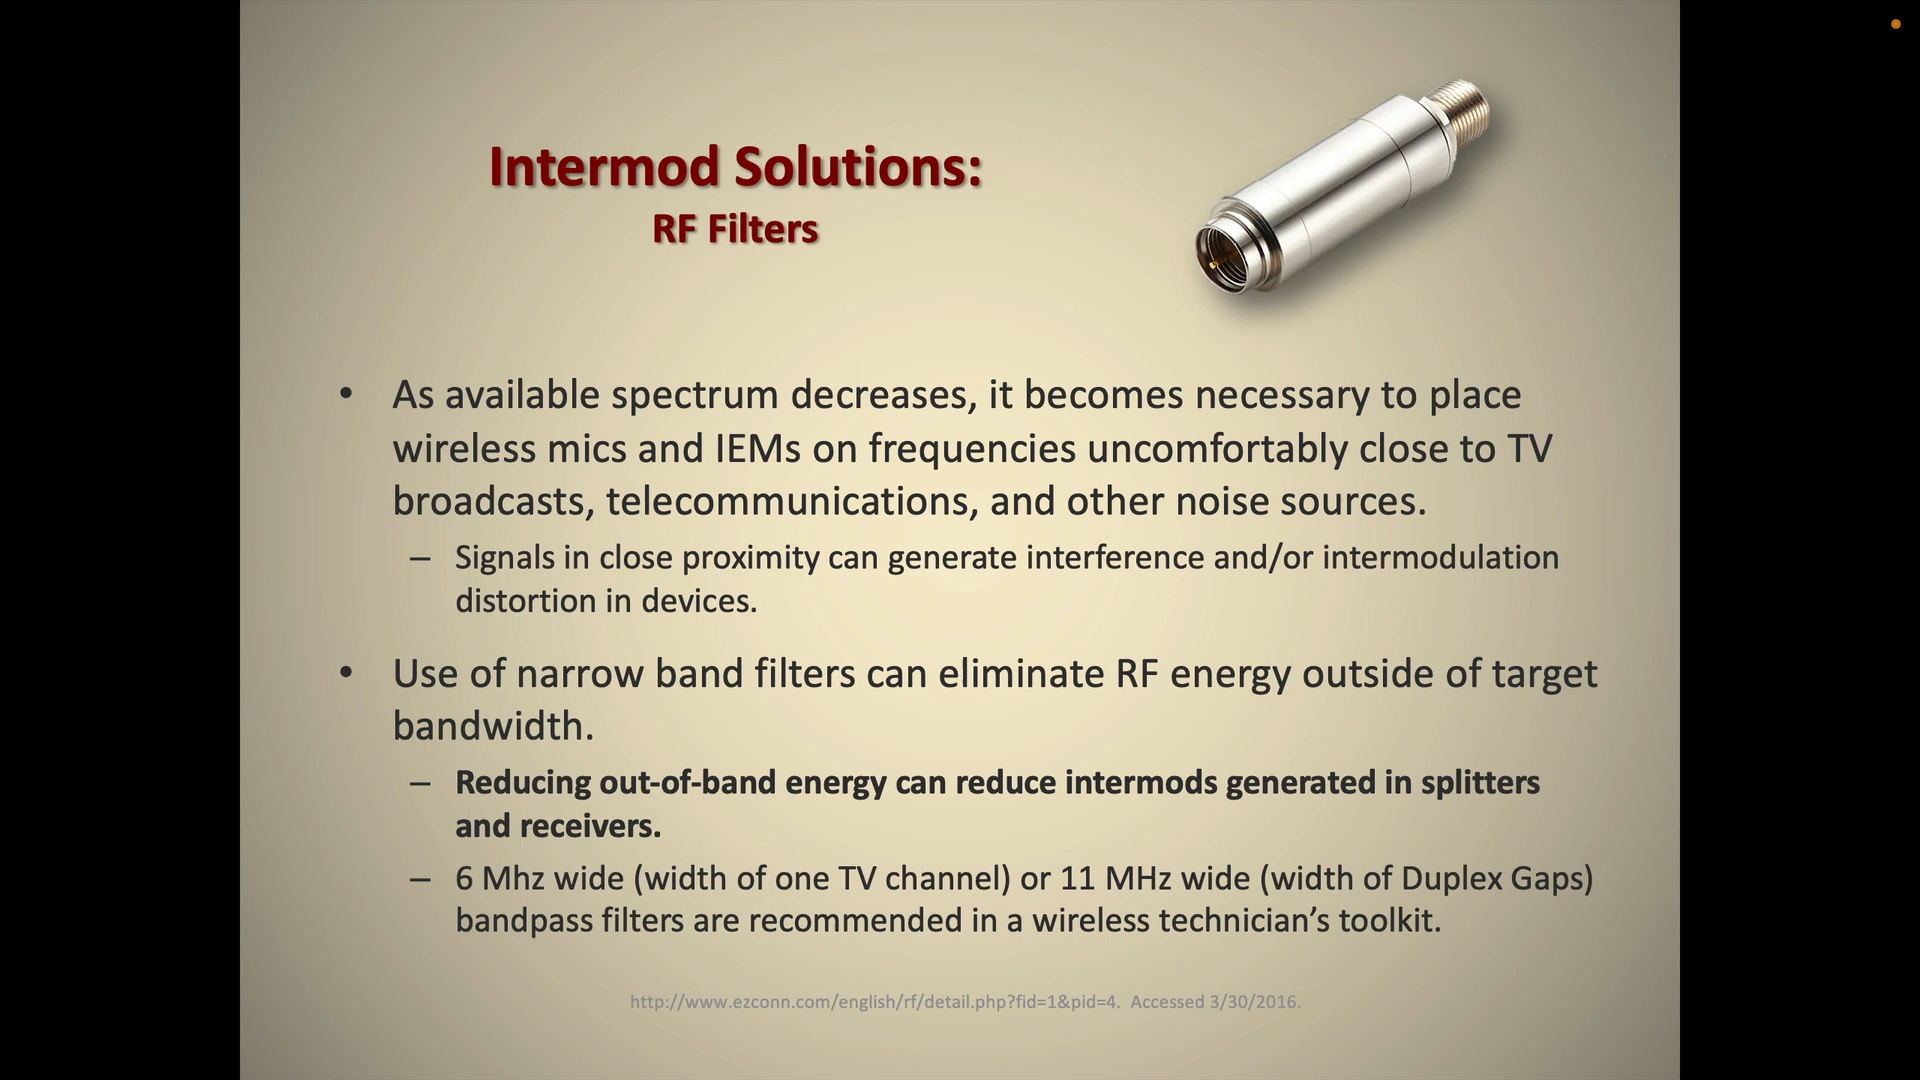 Intermod Solutions:
RF Filters
• As available spectrum decreases, it becomes necessary to place
wireless mics and IEMs on frequencies uncomfortably close to TV
broadcasts, telecommunications, and other noise sources.
– Signals in close proximity can generate interference and/or intermodulation
distortion in devices.
• Use of narrow band filters can eliminate RF energy outside of target
bandwidth.
– Reducing out-of-band energy can reduce intermods generated in splitters
and receivers.
– 6 Mhz wide (width of one TV channel) or 11 MHz wide (width of Duplex Gaps)
bandpass filters are recommended in a wireless technician’s toolkit.
http://www.ezconn.com/english/rf/detail.php?fid=1&pid=4. Accessed 3/30/2016.